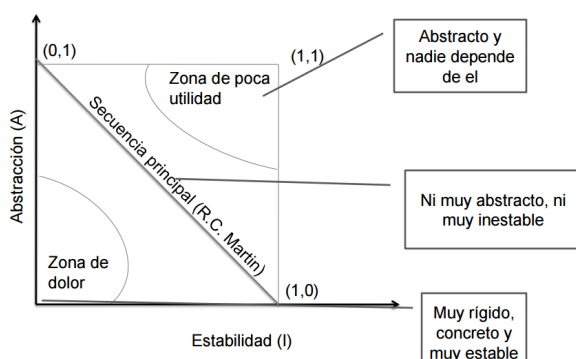 (0,1)
(1,1)
Zona de poca
utilidad
Abstracto y
nadie depende
de el
Abstracción (A)
Secuencia principal (R.C. Martin)
Ni muy abstracto, ni
muy inestable
Zona de
dolor
(1,0)
Estabilidad (I)
Muy rígido,
concreto y
muy estable